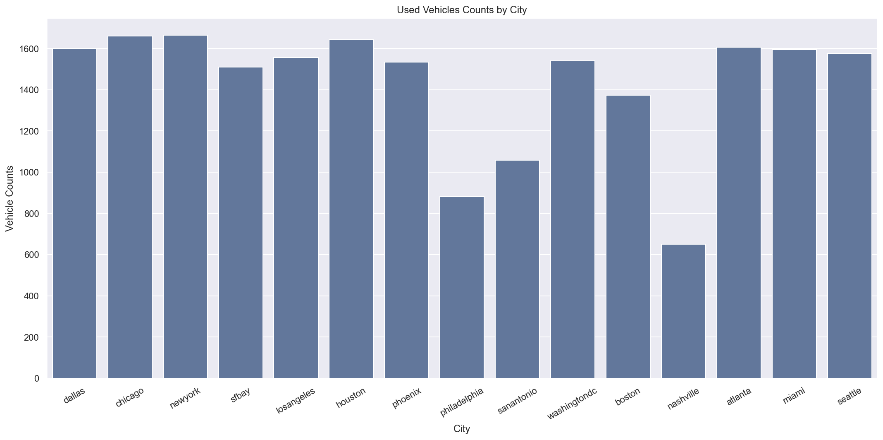 Used Vehicles Counts by City
Vehicle Counts
1600
1400
1200
1000
800
600
400
200
0
dallas
chicago
newyork
sfbay
losangeles
houston
phoenix
philadelphia
sanantonio
washingtondc
boston
nashville
atlanta
miami
seattle
City